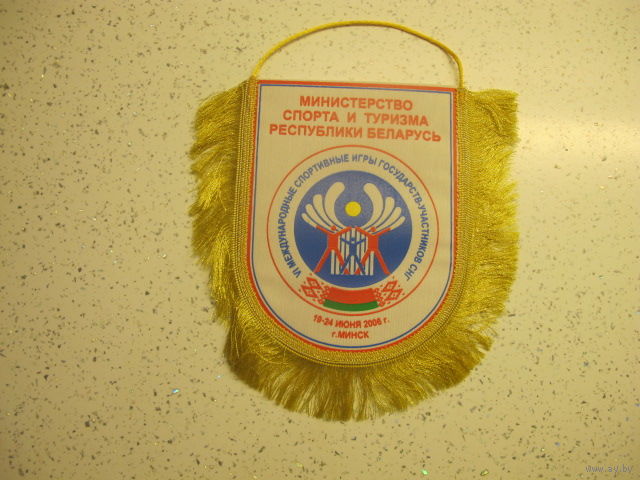 МИНИСТЕРСТВО
СПОРТА И ТУРИЗМА
РЕСПУБЛИКИ БЕЛАРУСЬ
VI МЕЖДУНАРОДНЫЕ СПОРТИВНЫЕ ИГРЫ ГОСУДАРСТВ-УЧАСТНИКОВ СНГ
19-24 ИЮНЯ 2006 г.
г.МИНСК
www.ay.by